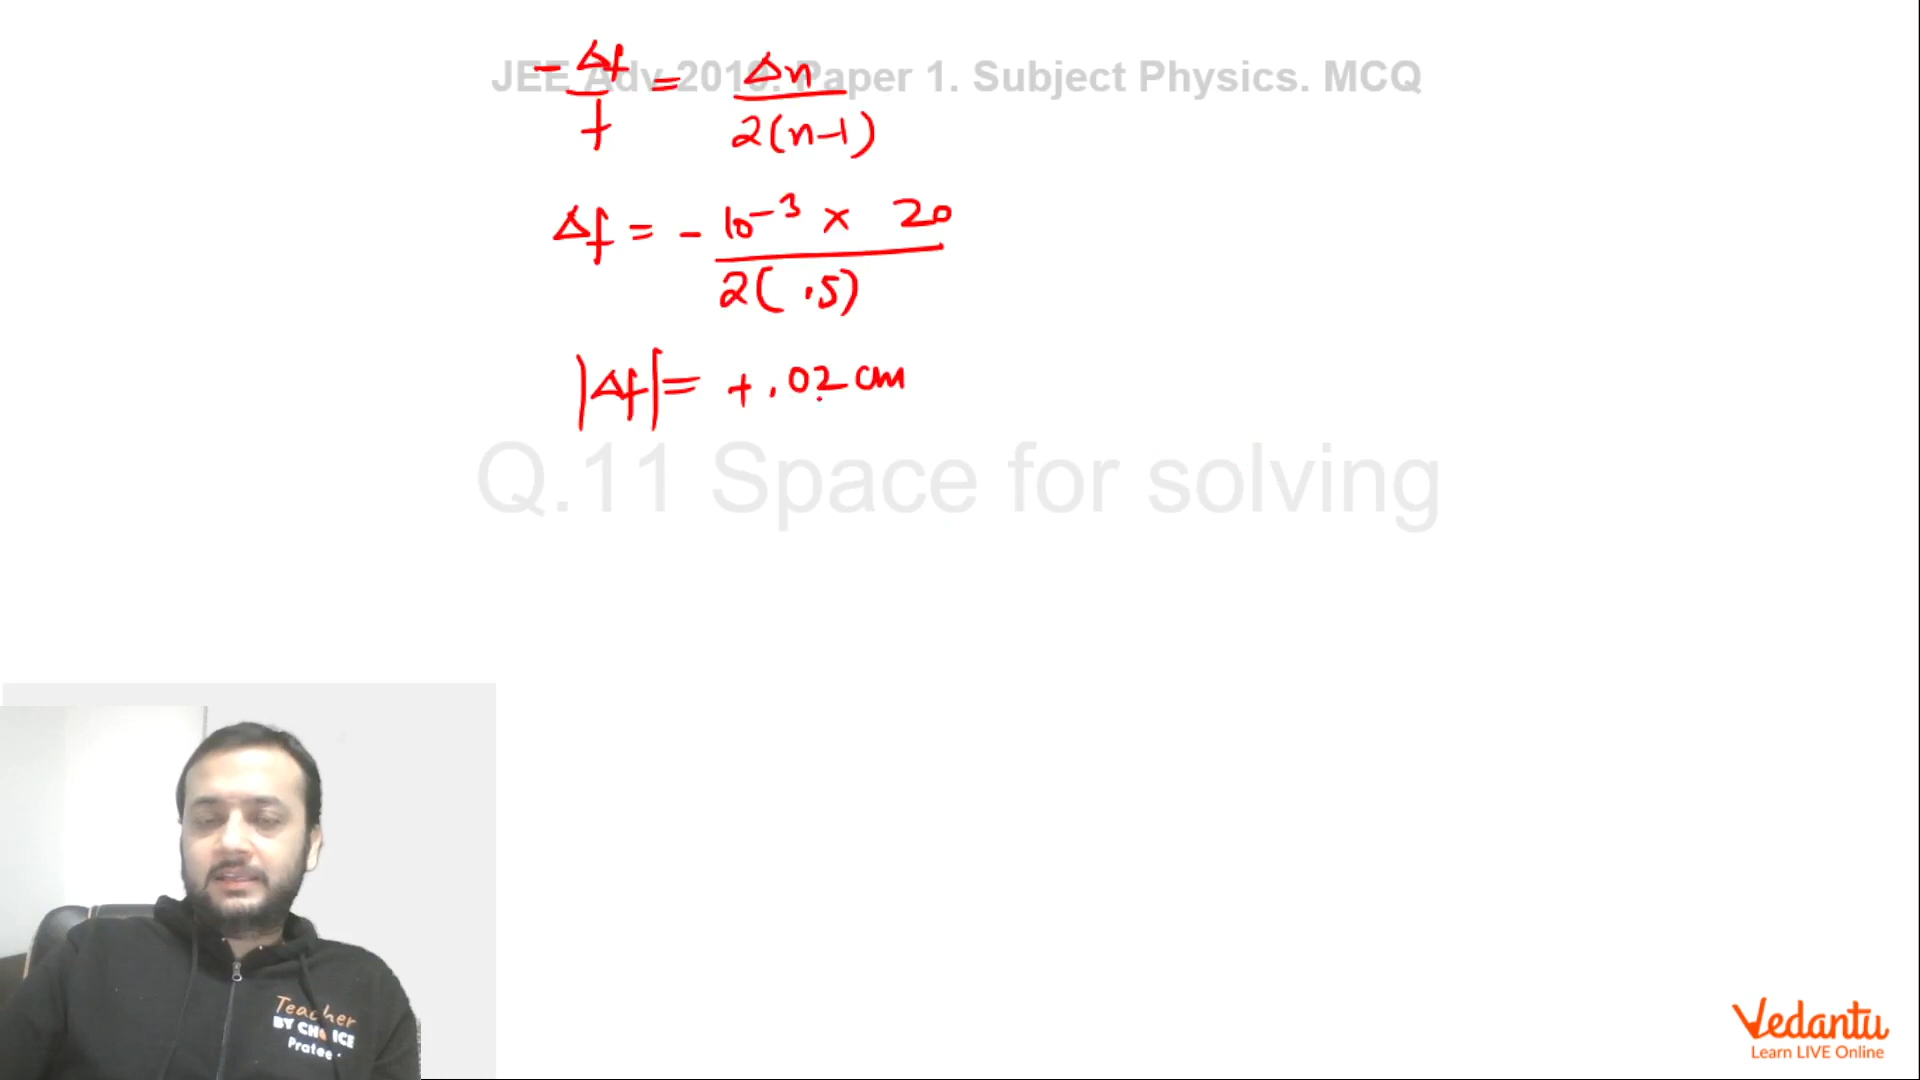 JEE Adv 2019. Paper 1. Subject Physics. MCQ
-Δf/f = Δn/2(n-1)
Δf = - 10⁻³ × 20 / 2(.5)
|Δf| = +.02 cm
Q.11 Space for solving
Teacher
BY CHOICE
Pratee
Vedantu
Learn LIVE Online